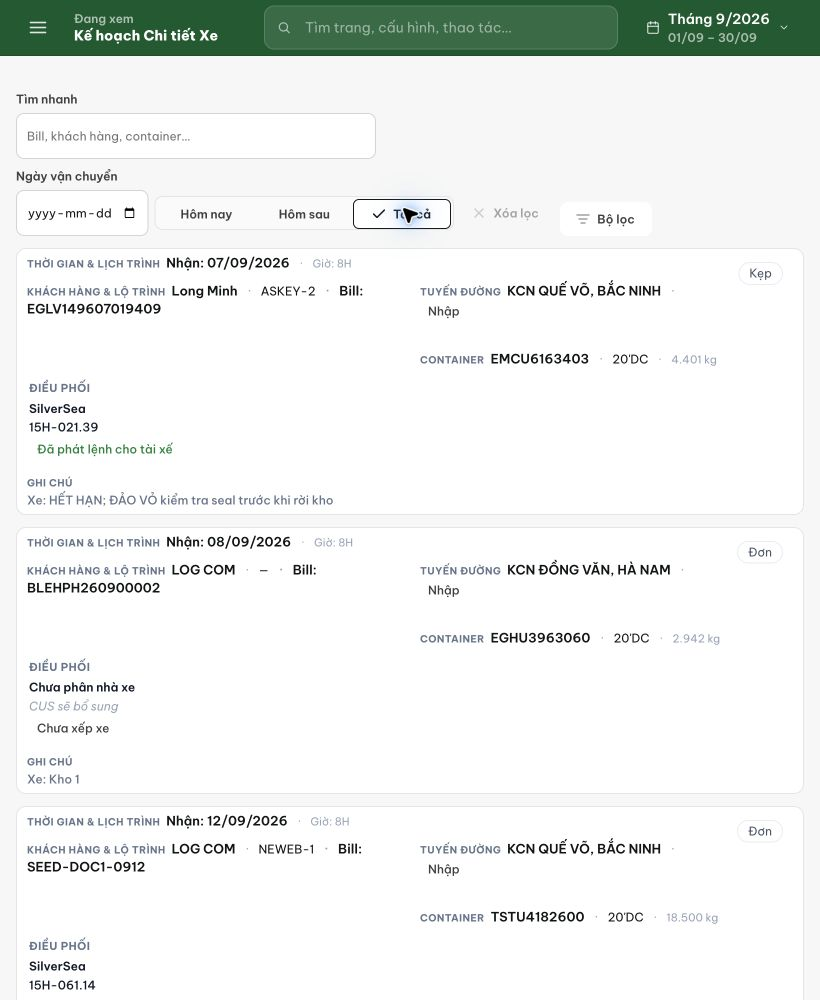 Đang xem
Kế hoạch Chi tiết Xe
Tìm trang, cấu hình, thao tác...
Tháng 9/2026
01/09 – 30/09
Tìm nhanh
Bill, khách hàng, container...
Ngày vận chuyển
yyyy-mm-dd
Hôm nay
Hôm sau
Xóa lọc
Bộ lọc
THỜI GIAN & LỊCH TRÌNH Nhận: 07/09/2026 · Giờ: 8H
Kẹp
KHÁCH HÀNG & LỘ TRÌNH Long Minh · ASKEY-2 · Bill:
EGLV149607019409
TUYẾN ĐƯỜNG KCN QUẾ VÕ, BẮC NINH ·
Nhập
CONTAINER EMCU6163403 · 20'DC · 4.401 kg
ĐIỀU PHỐI
SilverSea
15H-021.39
Đã phát lệnh cho tài xế
GHI CHÚ
Xe: HẾT HẠN; ĐẢO VỎ kiểm tra seal trước khi rời kho
THỜI GIAN & LỊCH TRÌNH Nhận: 08/09/2026 · Giờ: 8H
Đơn
KHÁCH HÀNG & LỘ TRÌNH LOG COM · — · Bill:
BLEHPH260900002
TUYẾN ĐƯỜNG KCN ĐỒNG VĂN, HÀ NAM ·
Nhập
CONTAINER EGHU3963060 · 20'DC · 2.942 kg
ĐIỀU PHỐI
Chưa phân nhà xe
CUS sẽ bổ sung
Chưa xếp xe
GHI CHÚ
Xe: Kho 1
THỜI GIAN & LỊCH TRÌNH Nhận: 12/09/2026 · Giờ: 8H
Đơn
KHÁCH HÀNG & LỘ TRÌNH LOG COM · NEWEB-1 · Bill:
SEED-DOC1-0912
TUYẾN ĐƯỜNG KCN QUẾ VÕ, BẮC NINH ·
Nhập
CONTAINER TSTU4182600 · 20'DC · 18.500 kg
ĐIỀU PHỐI
SilverSea
15H-061.14